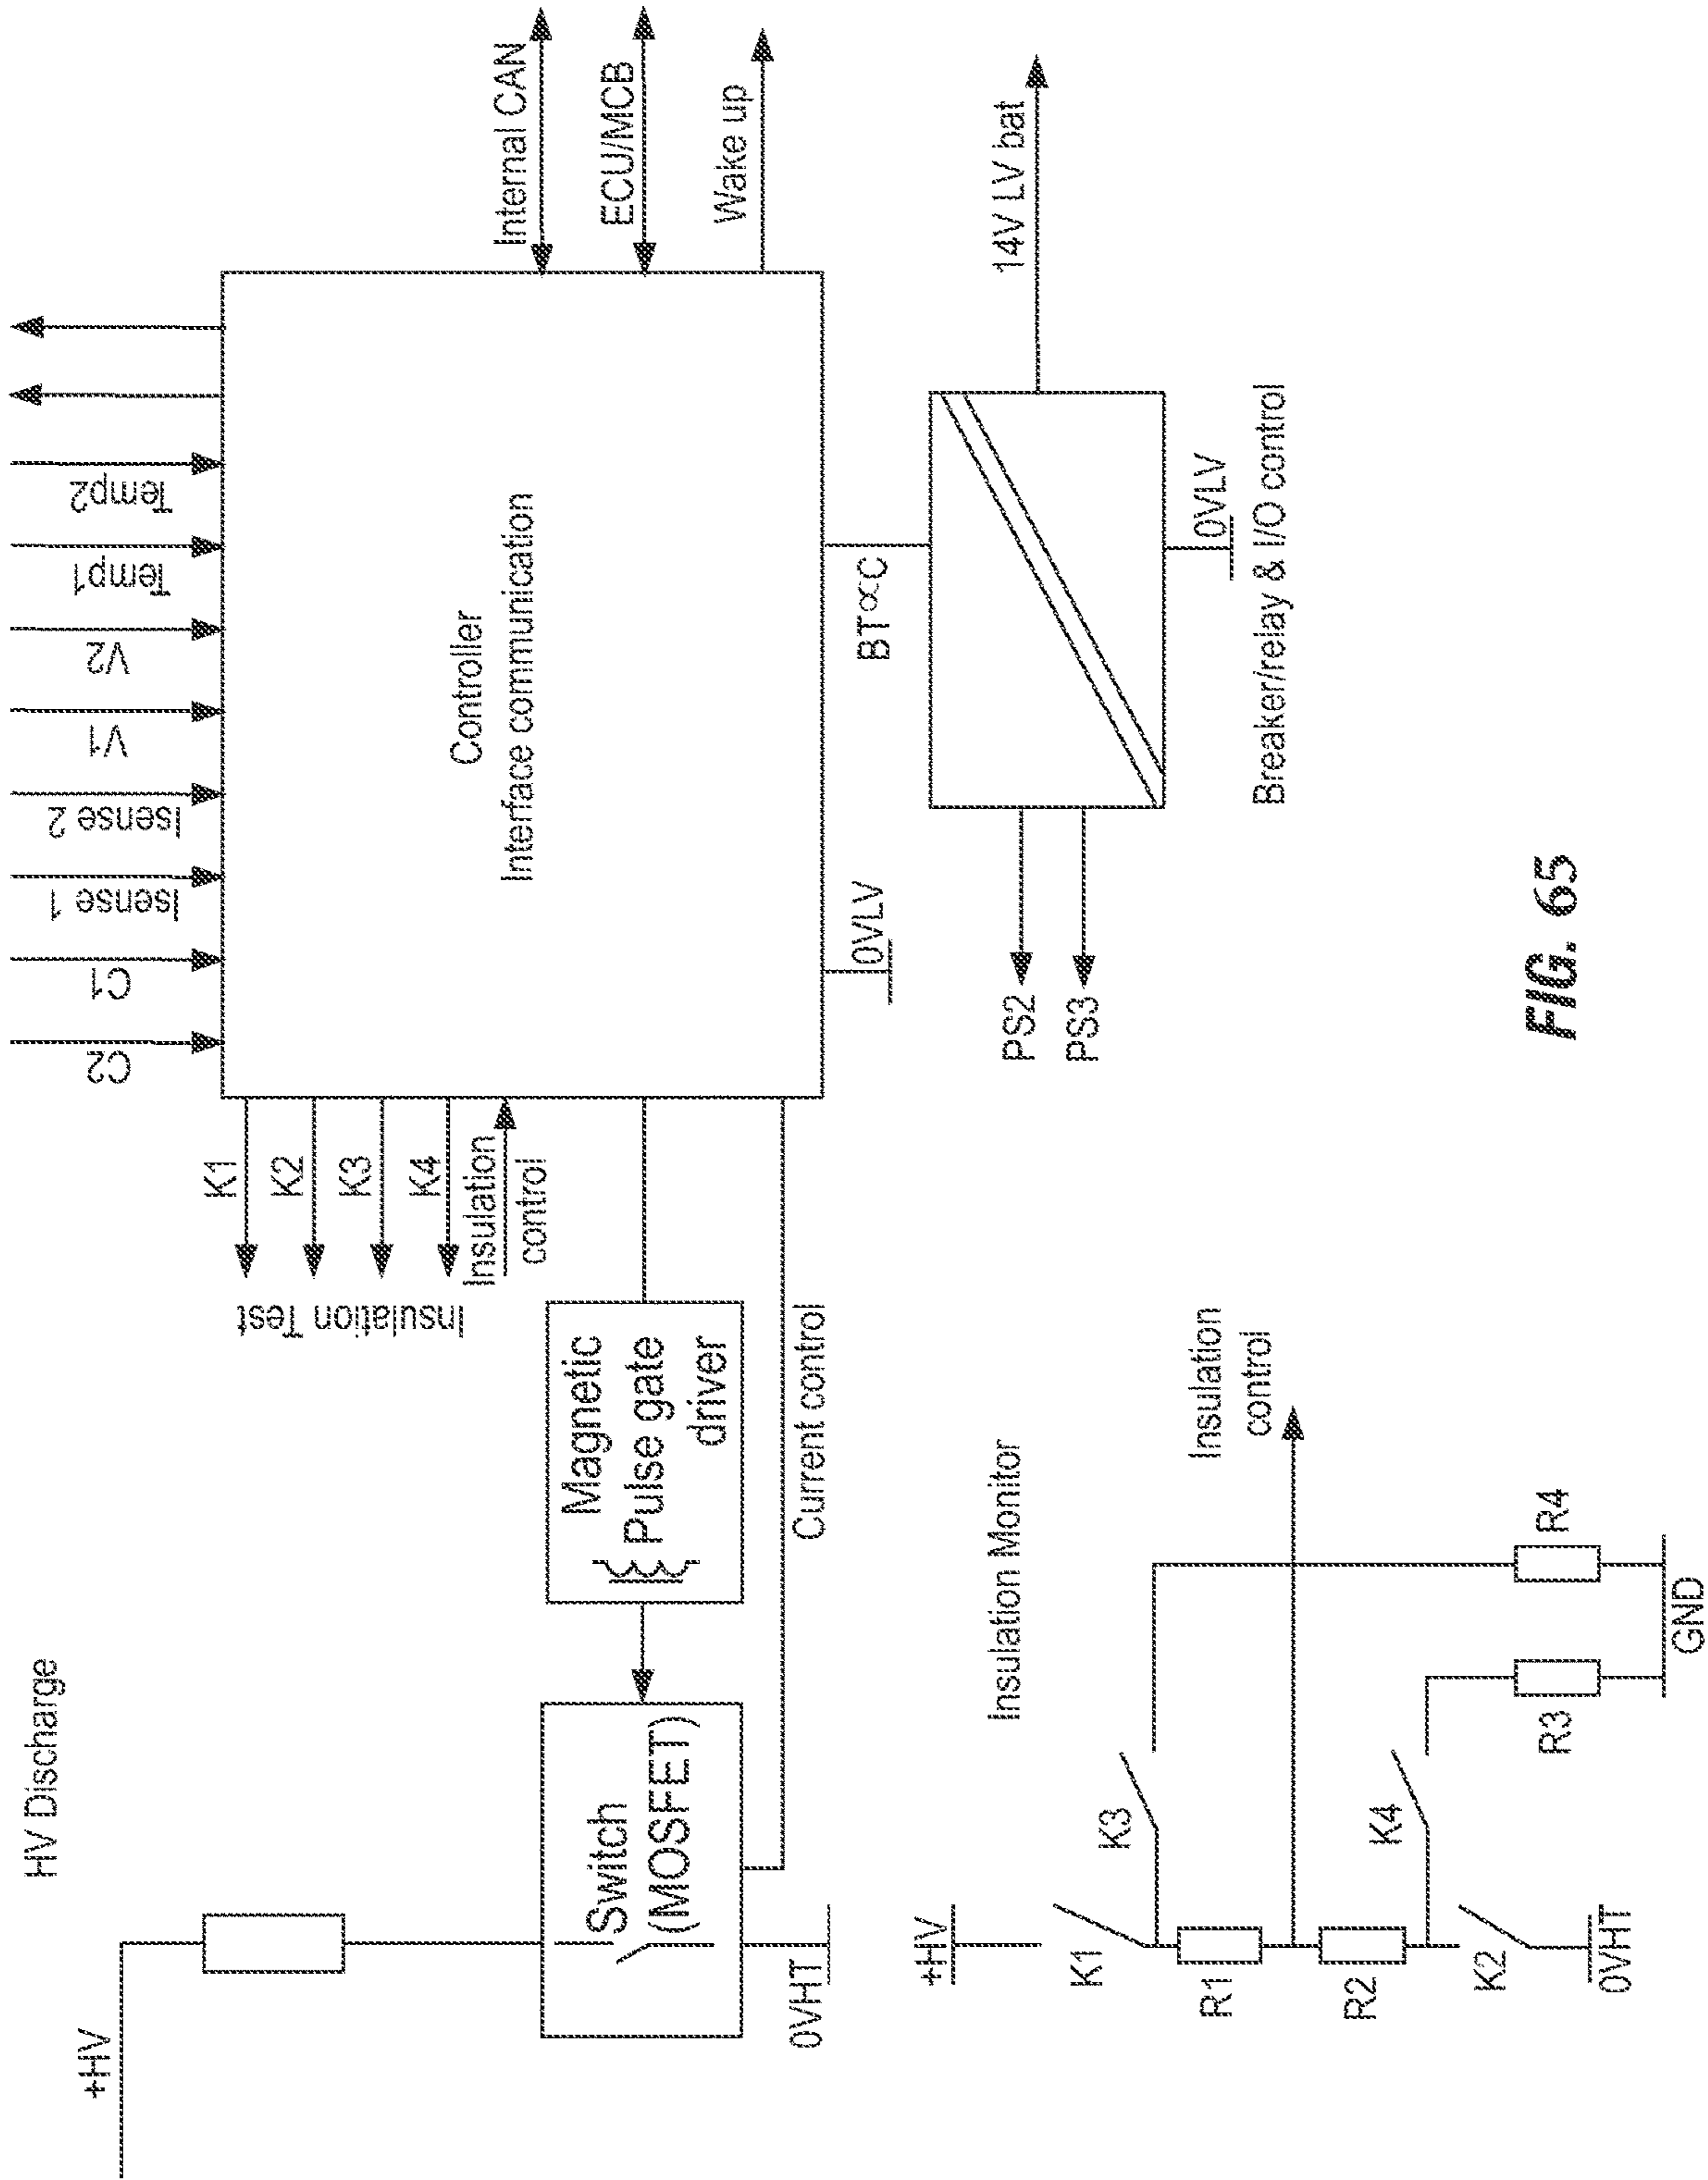 HV Discharge
+HV
Switch
(MOSFET)
0VHT
Magnetic
Pulse gate
driver
Current control
Insulation Test
K1
K2
K3
K4
Insulation
control
C2
C1
Isense 1
Isense 2
V1
V2
Temp1
Temp2
Controller
Interface communication
Internal CAN
ECU/MCB
Wake up
0VLV
BT∝C
PS2
PS3
14V LV bat
0VLV
Breaker/relay & I/O control
Insulation Monitor
+HV
K1
K3
R1
Insulation
control
R2
K4
K2
0VHT
R3
R4
GND
FIG. 65